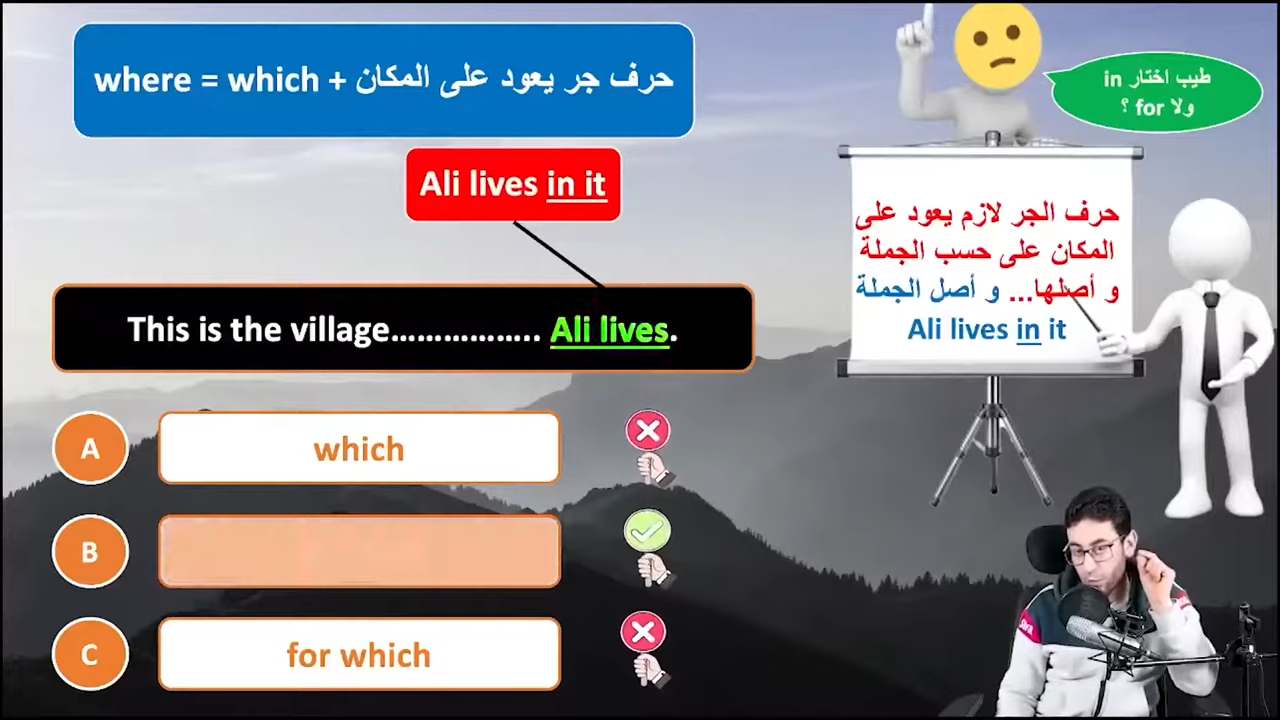 where = which + حرف جر يعود على المكان
طيب اختار in
ولا for ؟
Ali lives in it
حرف الجر لازم يعود على
المكان على حسب الجملة
و أصلها... و أصل الجملة
Ali lives in it
This is the village................. Ali lives.
A
which
B
C
for which